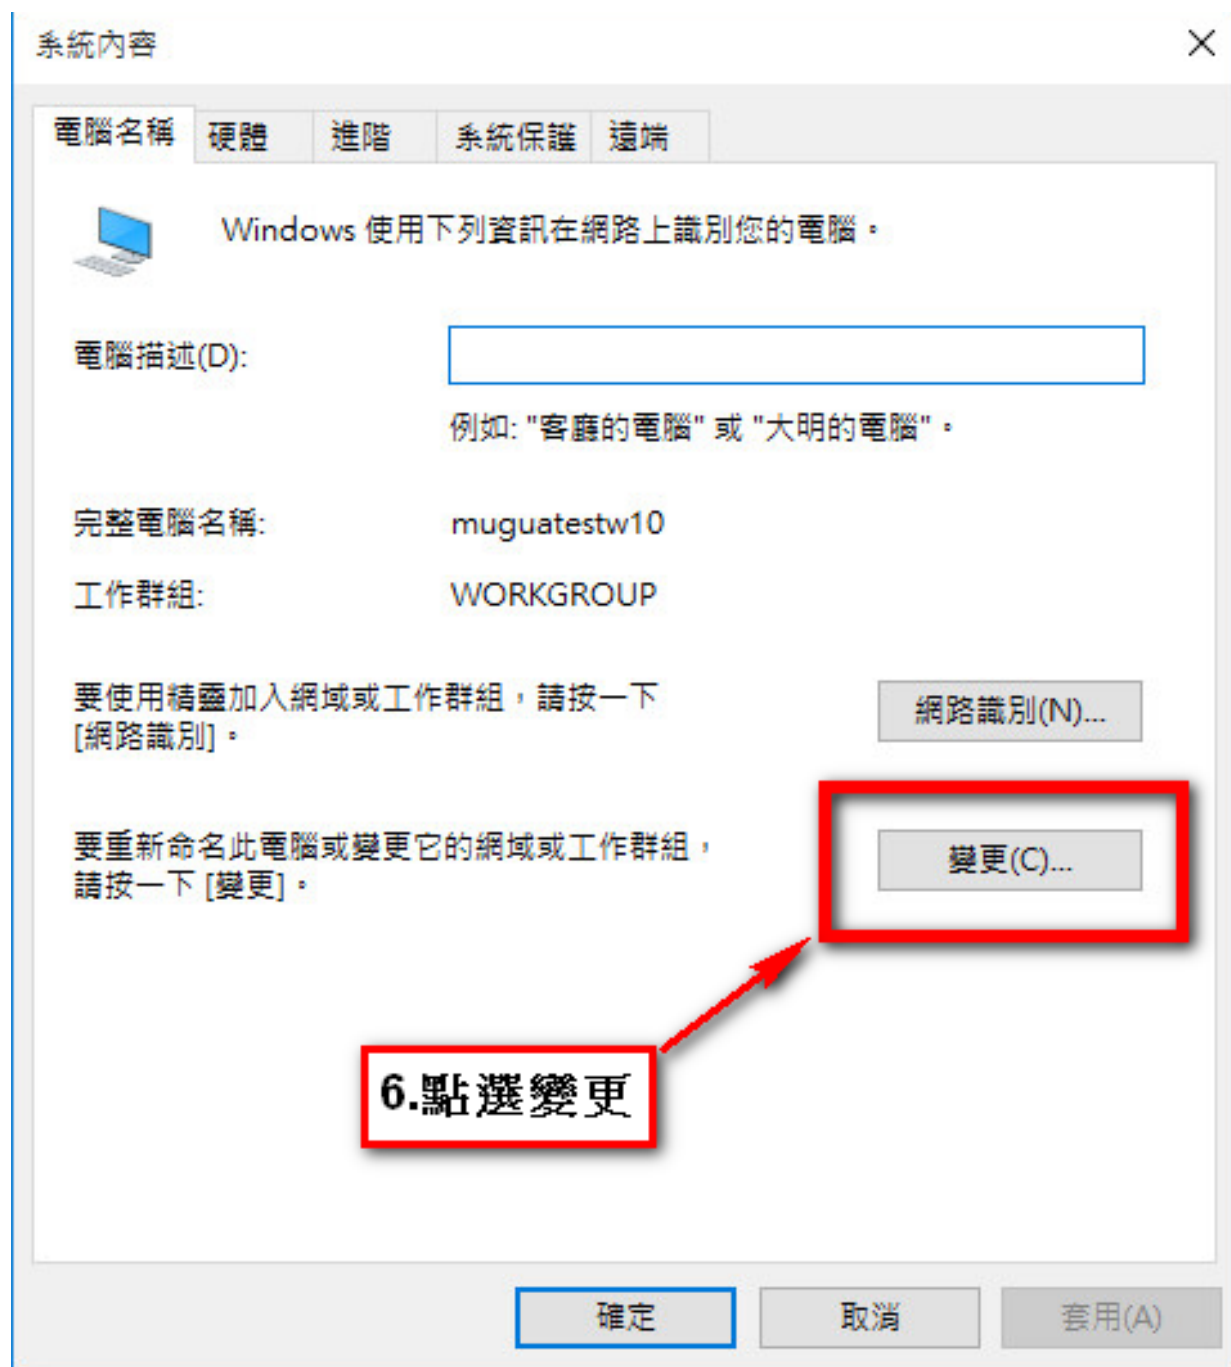 系統內容
電腦名稱 硬體 進階 系統保護 遠端
Windows 使用下列資訊在網路上識別您的電腦。
電腦描述(D):
例如: "客廳的電腦" 或 "大明的電腦"。
完整電腦名稱: muguatestw10
工作群組: WORKGROUP
要使用精靈加入網域或工作群組，請按一下
[網路識別]。
網路識別(N)...
要重新命名此電腦或變更它的網域或工作群組，
請按一下 [變更]。
變更(C)...
6.點選變更
確定 取消 套用(A)